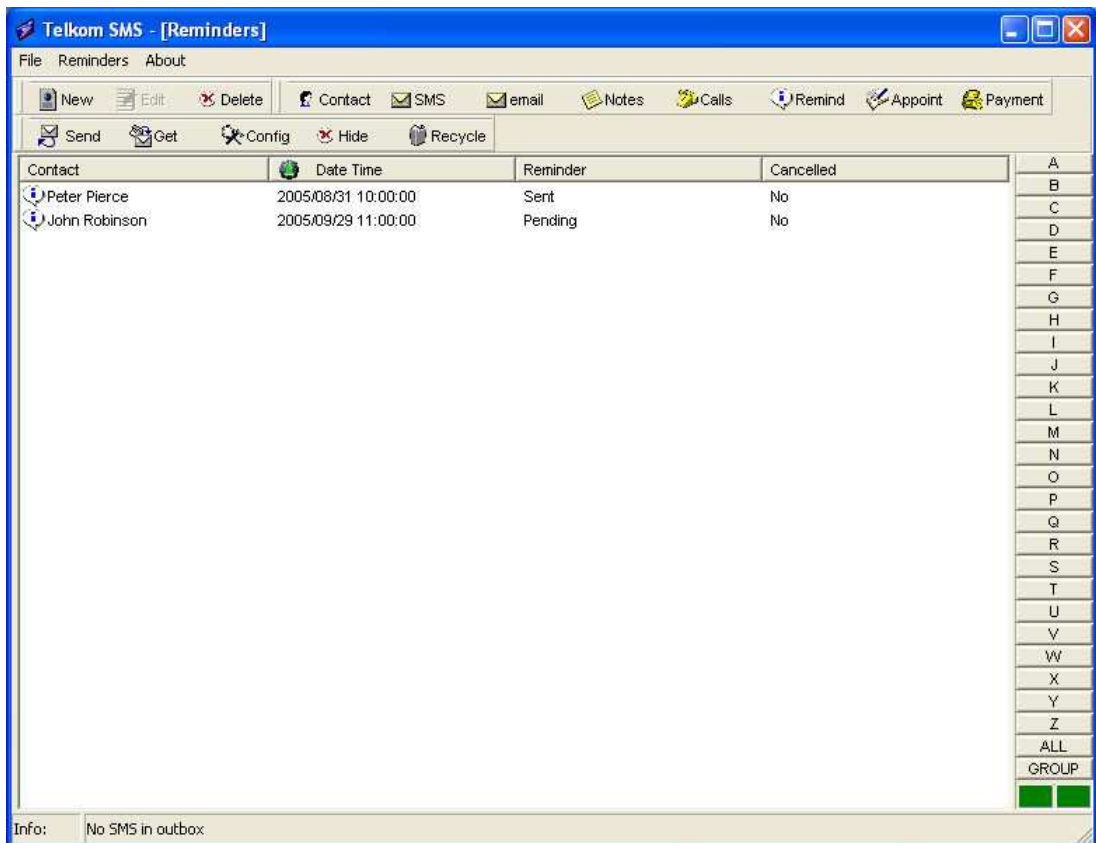 Telkom SMS - [Reminders]
File Reminders About
New Edit Delete Contact SMS email Notes Calls Remind Appoint Payment
Send Get Config Hide Recycle
Contact Date Time Reminder Cancelled
Peter Pierce 2005/08/31 10:00:00 Sent No
John Robinson 2005/09/29 11:00:00 Pending No
A
B
C
D
E
F
G
H
I
J
K
L
M
N
O
P
Q
R
S
T
U
V
W
X
Y
Z
ALL
GROUP
Info: No SMS in outbox